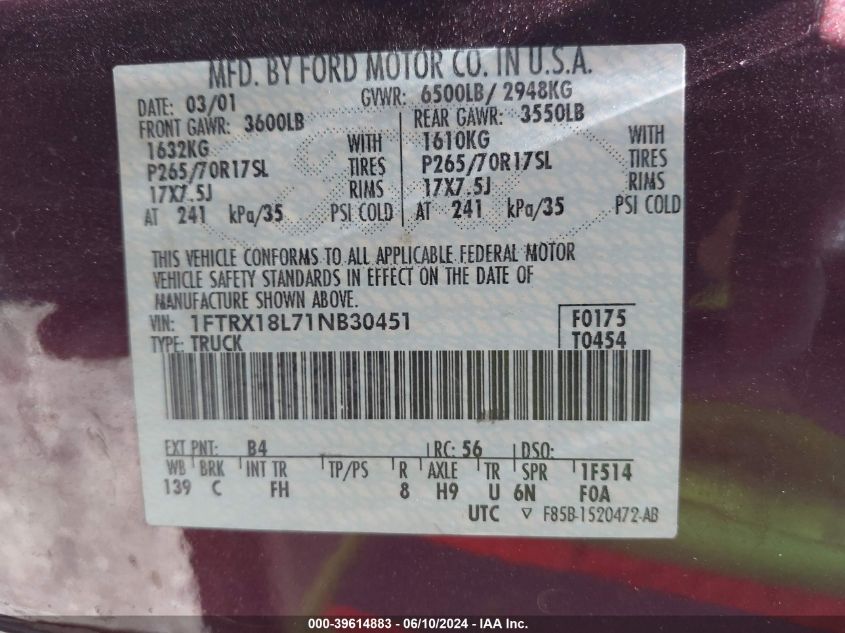 MFD. BY FORD MOTOR CO. IN U.S.A.
DATE: 03/01 GVWR: 6500LB/ 2948KG
FRONT GAWR: 3600LB REAR GAWR: 3550LB
1632KG WITH 1610KG WITH
P265/70R17SL TIRES P265/70R17SL TIRES
17X7.5J RIMS 17X7.5J RIMS
AT 241 kPa/35 PSI COLD AT 241 kPa/35 PSI COLD
THIS VEHICLE CONFORMS TO ALL APPLICABLE FEDERAL MOTOR
VEHICLE SAFETY STANDARDS IN EFFECT ON THE DATE OF
MANUFACTURE SHOWN ABOVE.
VIN: 1FTRX18L71NB30451 F0175
TYPE: TRUCK T0454
EXT PNT: B4 RC: 56 DSO:
WB BRK INT TR TP/PS R AXLE TR SPR 1F514
139 C FH 8 H9 U 6N F0A
UTC ▽ F85B-1520472-AB
000-39614883 - 06/10/2024 - IAA Inc.